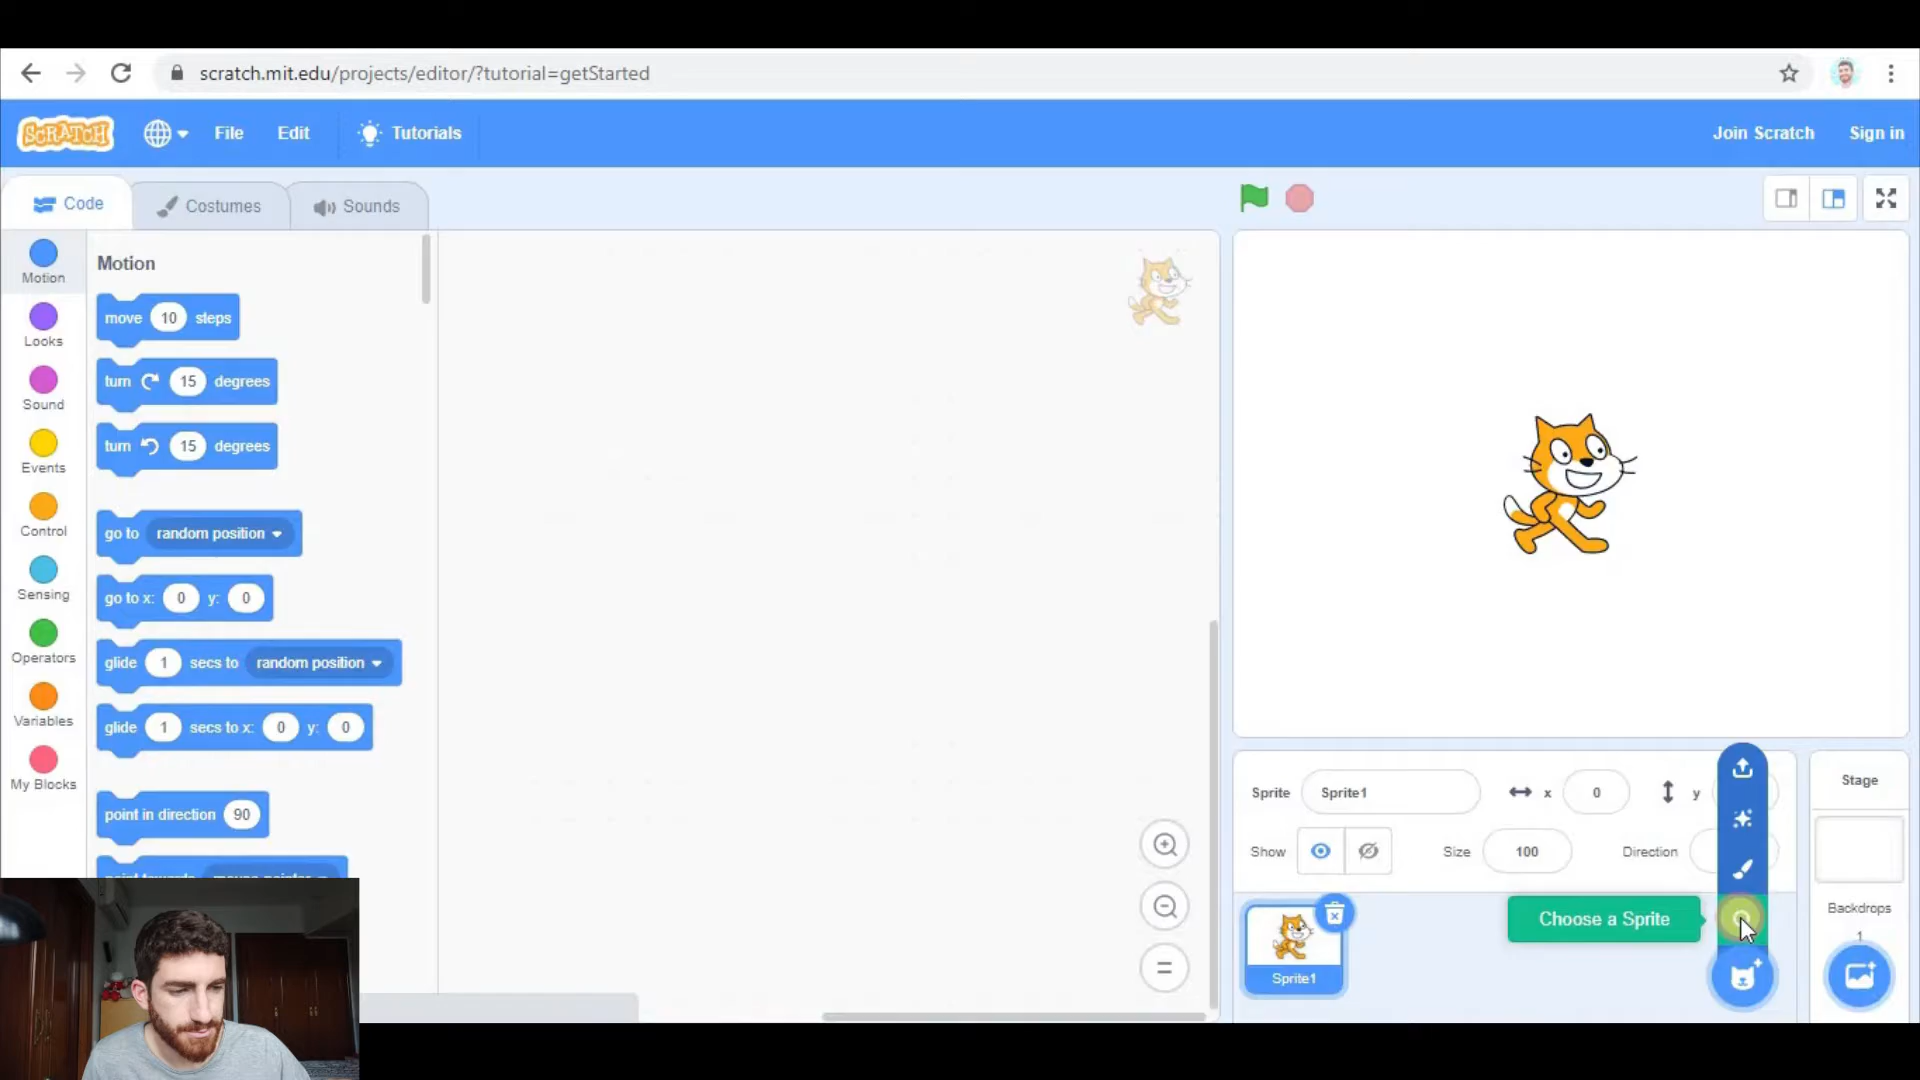 scratch.mit.edu/projects/editor/?tutorial=getStarted
SCRATCH
File
Edit
Tutorials
Join Scratch
Sign in
Code
Costumes
Sounds
Motion
Looks
Sound
Events
Control
Sensing
Operators
Variables
My Blocks
Motion
move 10 steps
turn 15 degrees
turn 15 degrees
go to random position
go to x: 0 y: 0
glide 1 secs to random position
glide 1 secs to x: 0 y: 0
point in direction 90
Sprite Sprite1 x 0 y
Show Size 100 Direction
Choose a Sprite
Sprite1
Stage
Backdrops
1